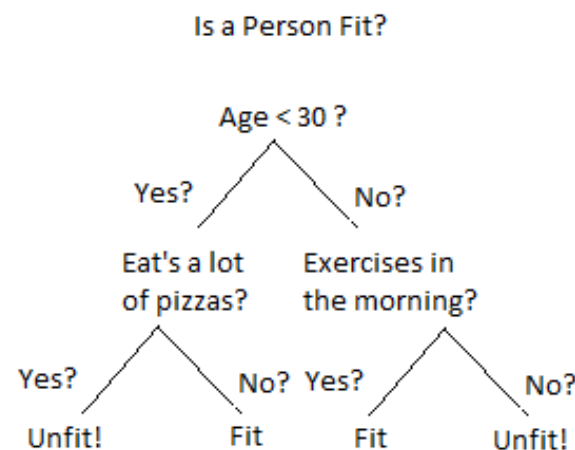 Is a Person Fit?
Age < 30 ?
Yes?
No?
Eat's a lot
of pizzas?
Exercises in
the morning?
Yes?
No?
Yes?
No?
Unfit!
Fit
Fit
Unfit!